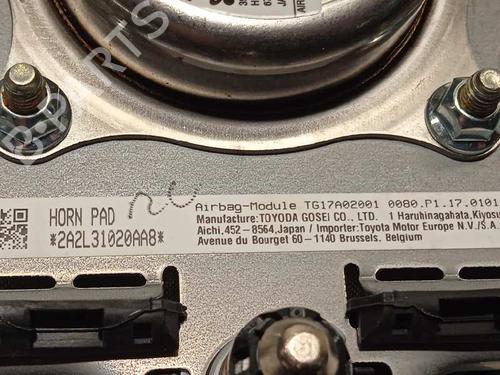 HORN PAD
*2A2L31020AA8*
Airbag-Module TG17A02001 0080.P1.17.0101
Manufacture: TOYODA GOSEI CO., LTD. 1 Haruhinagahata, Kiyosu
Aichi, 452-8564, Japan / Importer: Toyota Motor Europe N.V./S.A.
Avenue du Bourget 60 - 1140 Brussels, Belgium